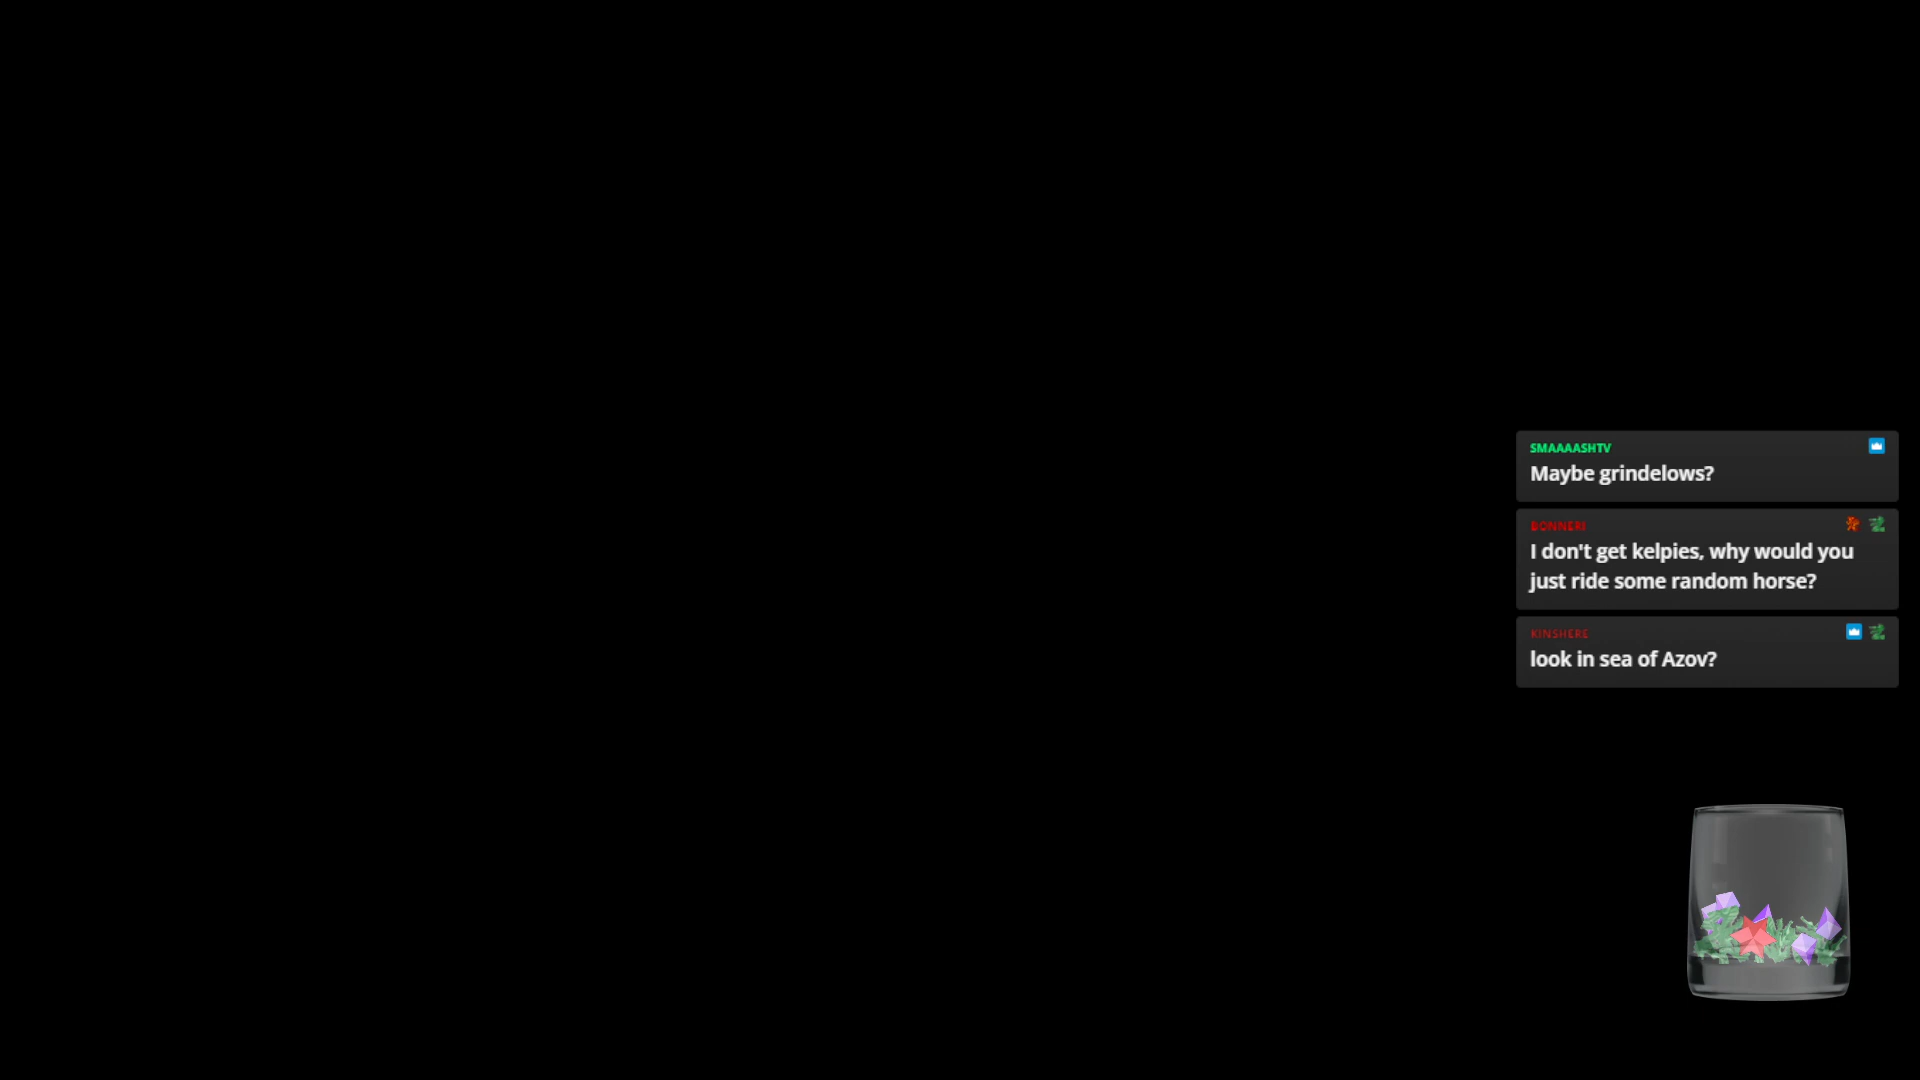 SMAAAASHTV
Maybe grindelows?
BONNERI
I don't get kelpies, why would you
just ride some random horse?
KINSHERE
look in sea of Azov?